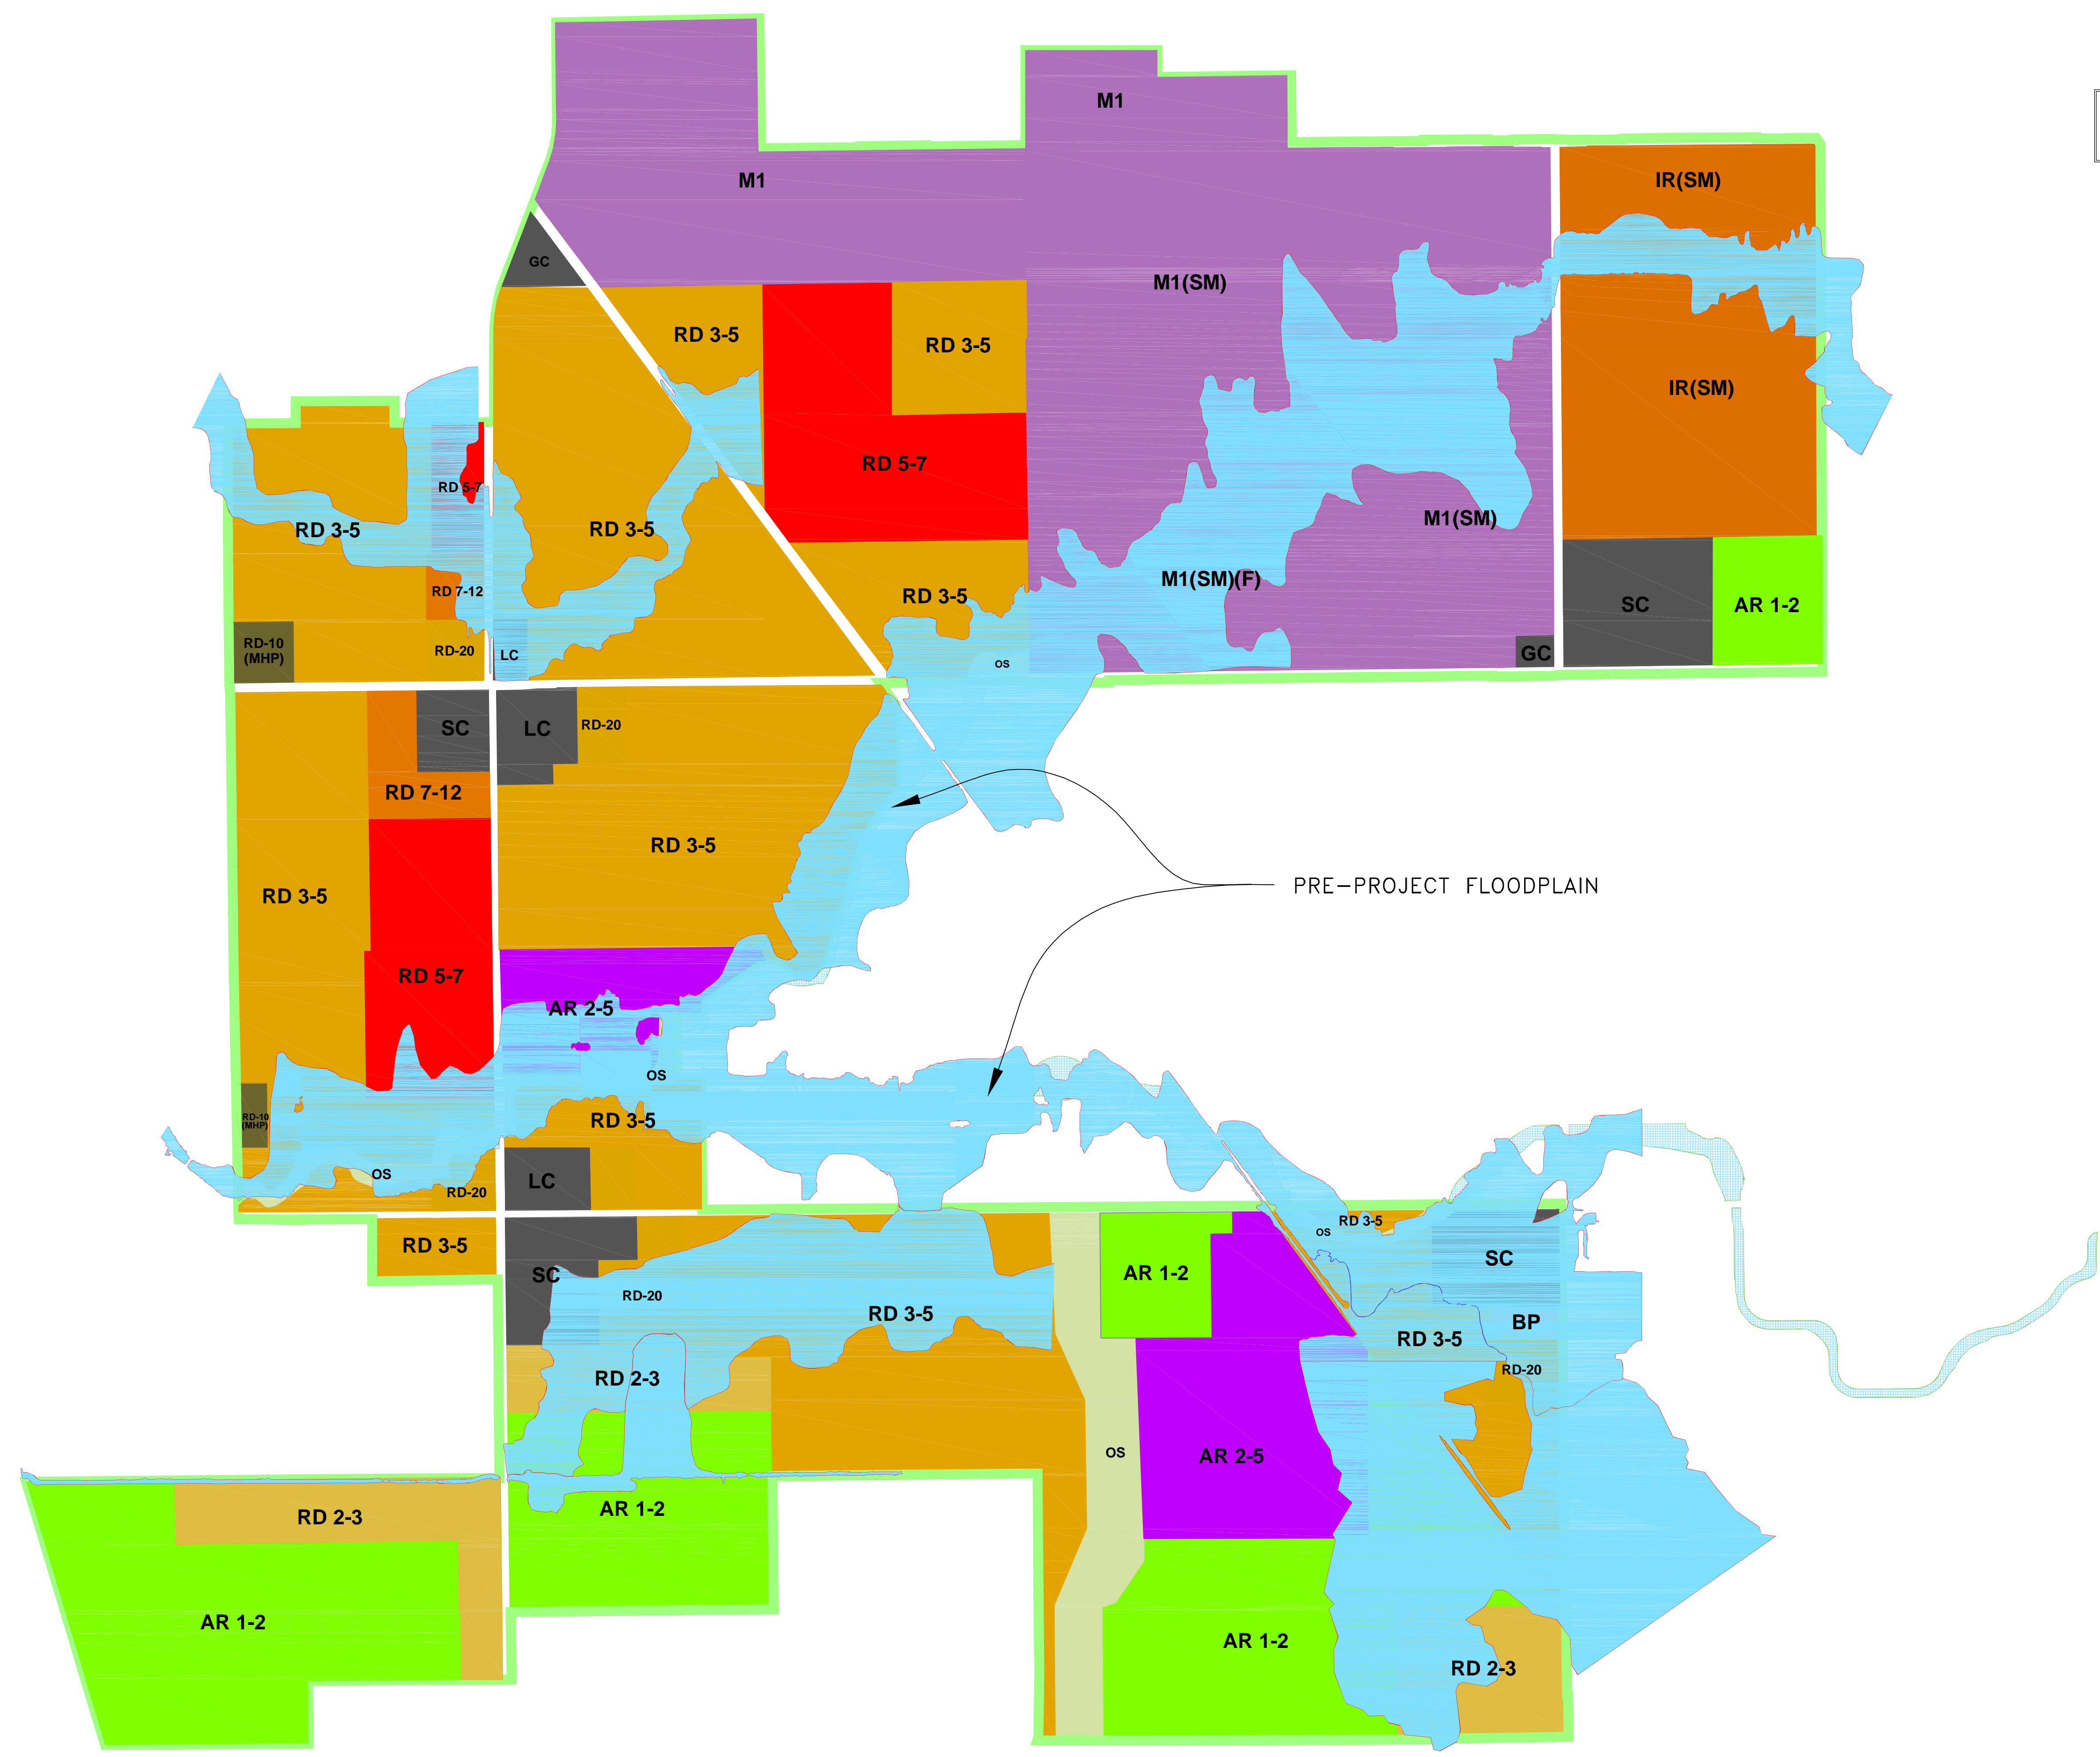 M1
M1
IR(SM)
GC
M1(SM)
RD 3-5
RD 3-5
IR(SM)
RD 5-7
RD 5-7
RD 3-5
RD 3-5
M1(SM)
M1(SM)(F)
RD 7-12
RD 3-5
SC
AR 1-2
RD-10
(MHP)
RD-20
LC
OS
GC
SC
LC
RD-20
RD 7-12
RD 3-5
PRE-PROJECT FLOODPLAIN
RD 3-5
RD 5-7
AR 2-5
OS
RD-10
(MHP)
RD 3-5
OS
RD-20
LC
RD 3-5
RD 3-5
OS
SC
SC
AR 1-2
RD-20
RD 3-5
BP
RD 3-5
RD-20
RD 2-3
OS
AR 2-5
RD 2-3
AR 1-2
AR 1-2
AR 1-2
RD 2-3